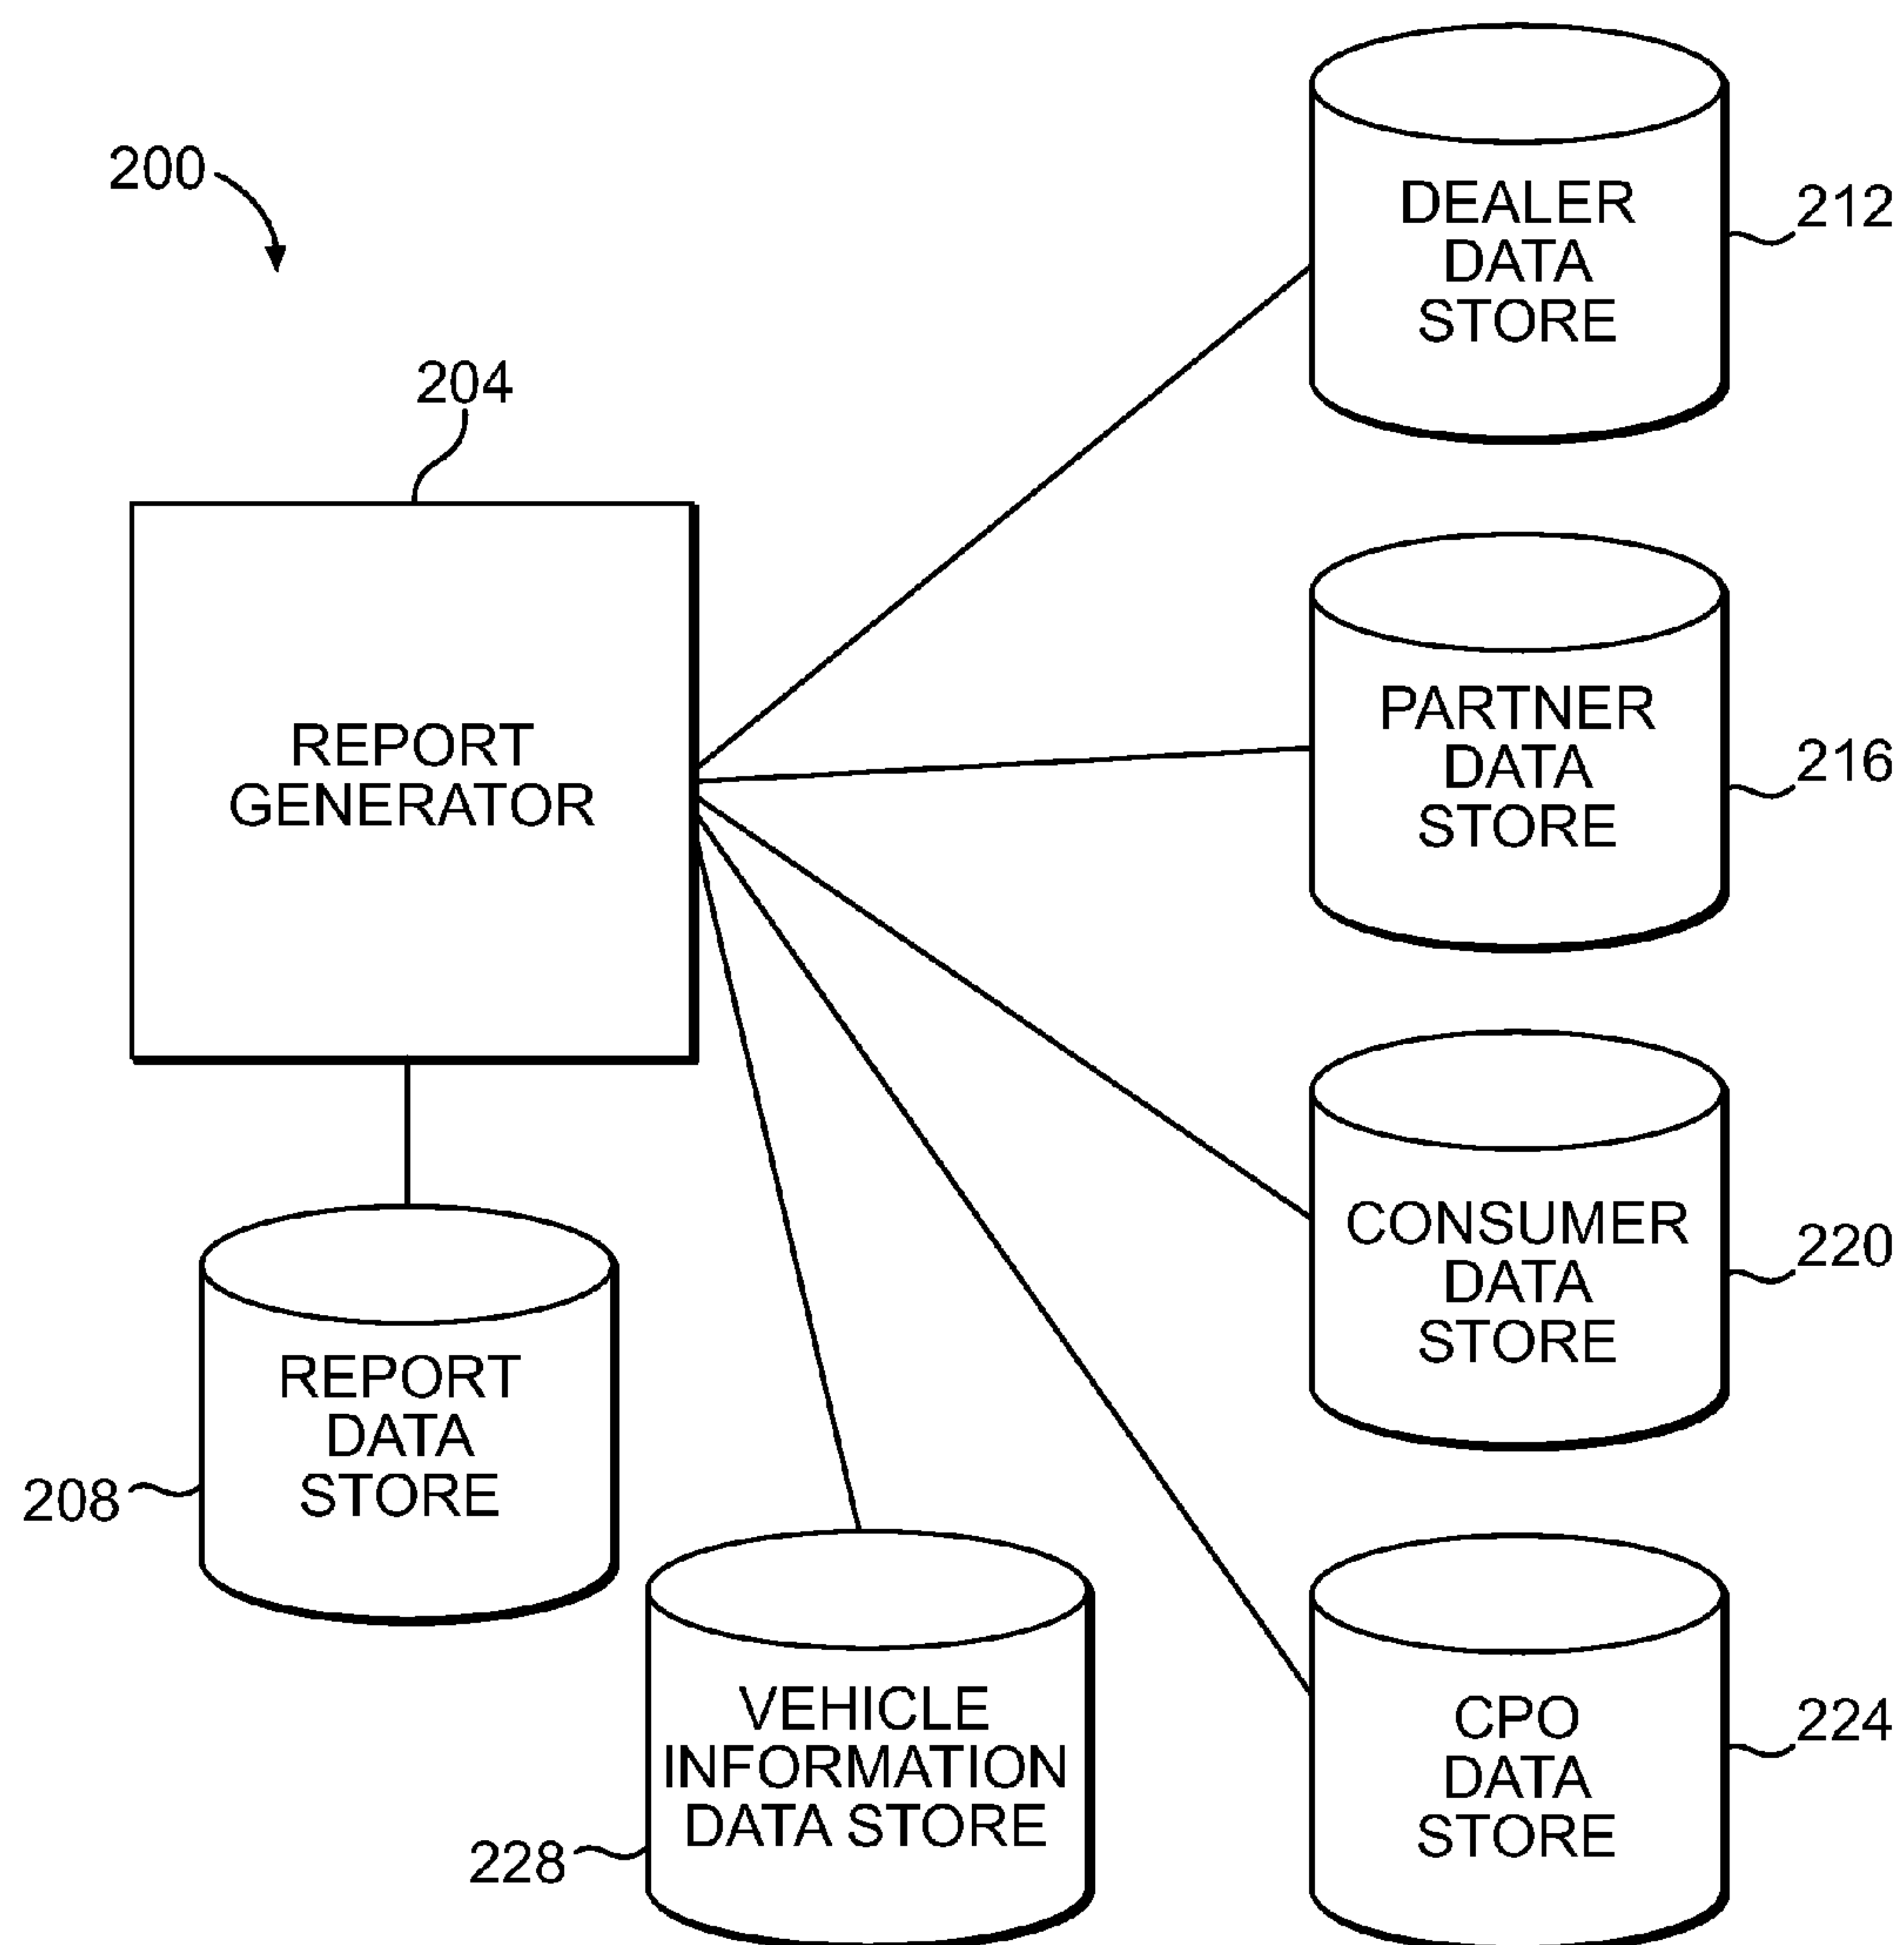 200
204
REPORT
GENERATOR
DEALER
DATA
STORE
212
PARTNER
DATA
STORE
216
CONSUMER
DATA
STORE
220
REPORT
DATA
STORE
208
VEHICLE
INFORMATION
DATA STORE
228
CPO
DATA
STORE
224